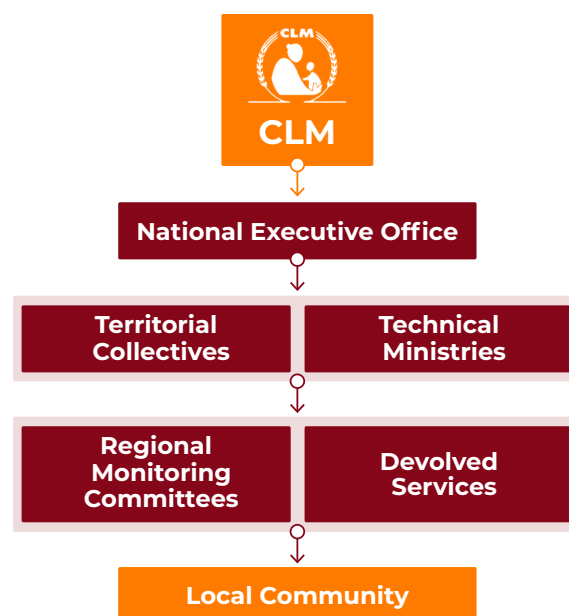 CLM
CLM
National Executive Office
Territorial
Collectives
Technical
Ministries
Regional
Monitoring
Committees
Devolved
Services
Local Community